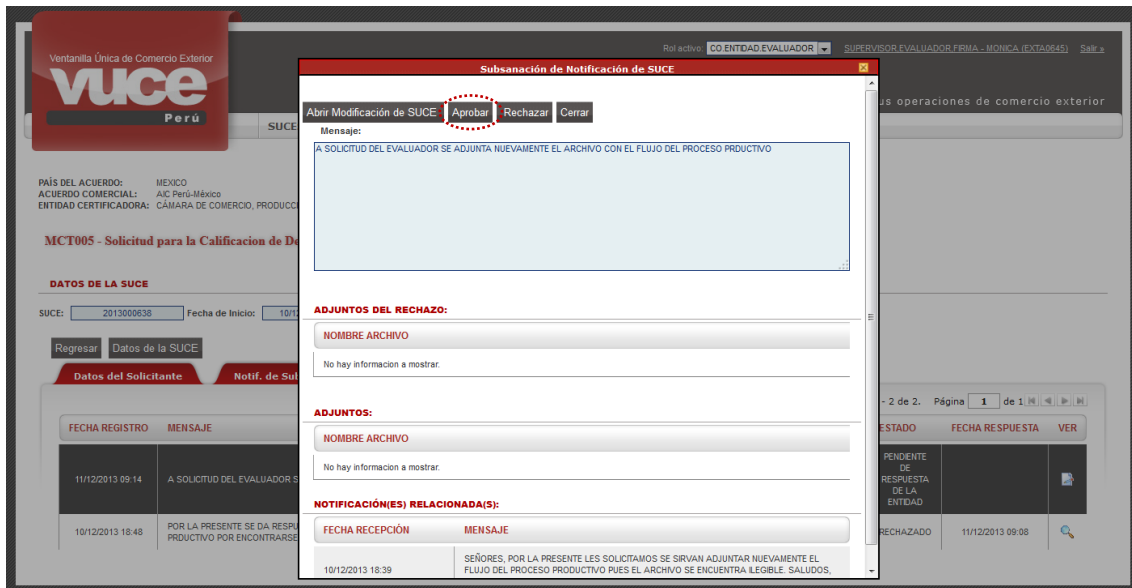 Ventanilla Única de Comercio Exterior
vuce
Perú
Rol activo: CO.ENTIDAD.EVALUADOR SUPERVISOR.EVALUADOR.FIRMA - MONICA (EXTA0645) Salir »
us operaciones de comercio exterior
SUCE
PAÍS DEL ACUERDO: MEXICO
ACUERDO COMERCIAL: AIC Perú-México
ENTIDAD CERTIFICADORA: CÁMARA DE COMERCIO, PRODUCC
MCT005 - Solicitud para la Calificacion de De
DATOS DE LA SUCE
SUCE: 2013000638 Fecha de Inicio: 10/1
Regresar Datos de la SUCE
Datos del Solicitante Notif. de Sub
- 2 de 2. Página 1 de 1
FECHA REGISTRO MENSAJE ESTADO FECHA RESPUESTA VER
11/12/2013 09:14 A SOLICITUD DEL EVALUADOR S
PENDIENTE
DE
RESPUESTA
DE LA
ENTIDAD
10/12/2013 18:48 POR LA PRESENTE SE DA RESPU
PRDUCTIVO POR ENCONTRARSE
RECHAZADO 11/12/2013 09:08
Subsanación de Notificación de SUCE
Abrir Modificación de SUCE Aprobar Rechazar Cerrar
Mensaje:
A SOLICITUD DEL EVALUADOR SE ADJUNTA NUEVAMENTE EL ARCHIVO CON EL FLUJO DEL PROCESO PRDUCTIVO
ADJUNTOS DEL RECHAZO:
NOMBRE ARCHIVO
No hay informacion a mostrar.
ADJUNTOS:
NOMBRE ARCHIVO
No hay informacion a mostrar.
NOTIFICACIÓN(ES) RELACIONADA(S):
FECHA RECEPCIÓN MENSAJE
10/12/2013 18:39
SEÑORES, POR LA PRESENTE LES SOLICITAMOS SE SIRVAN ADJUNTAR NUEVAMENTE EL
FLUJO DEL PROCESO PRODUCTIVO PUES EL ARCHIVO SE ENCUENTRA ILEGIBLE. SALUDOS,